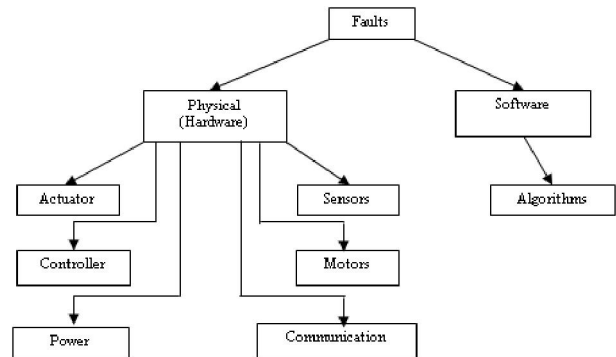 Faults
Physical
(Hardware)
Software
Actuator
Sensors
Algorithms
Controller
Motors
Power
Communication